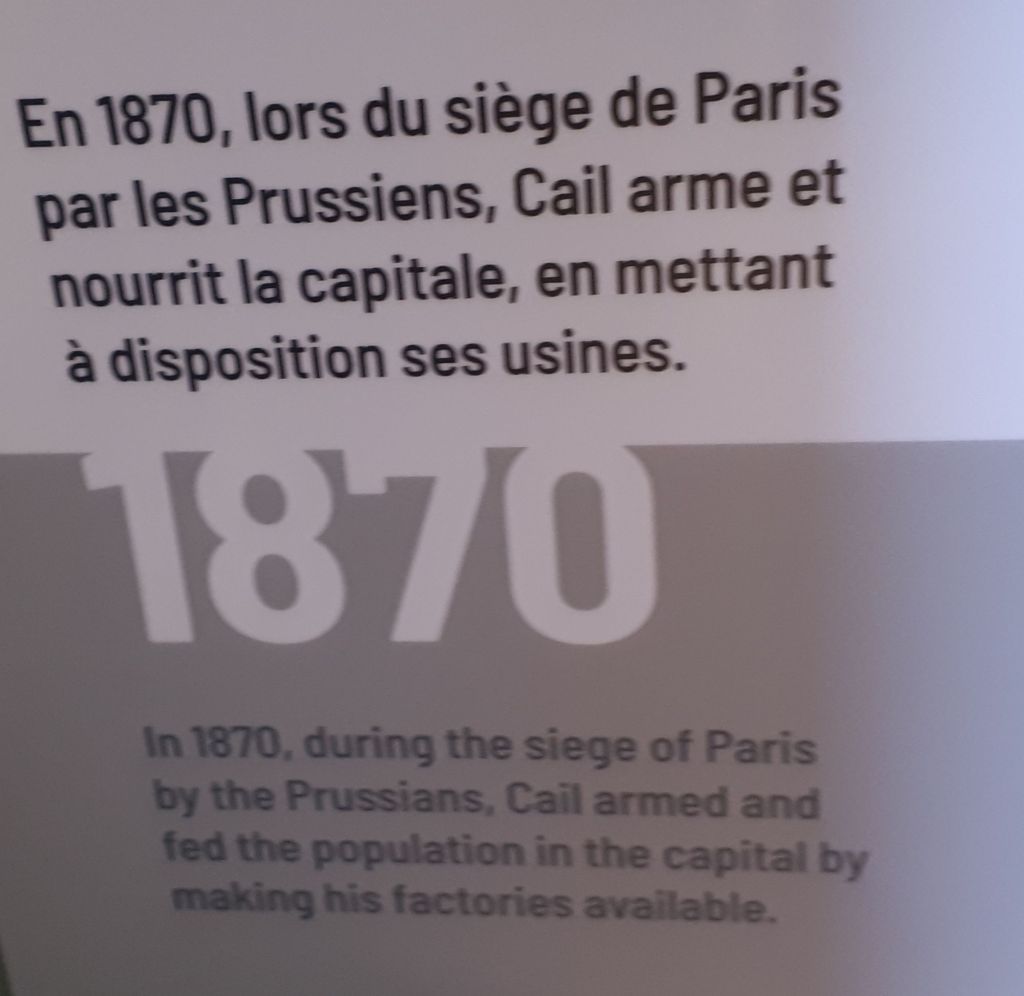 En 1870, lors du siège de Paris
par les Prussiens, Cail arme et
nourrit la capitale, en mettant
à disposition ses usines.
1870
In 1870, during the siege of Paris
by the Prussians, Cail armed and
fed the population in the capital by
making his factories available.